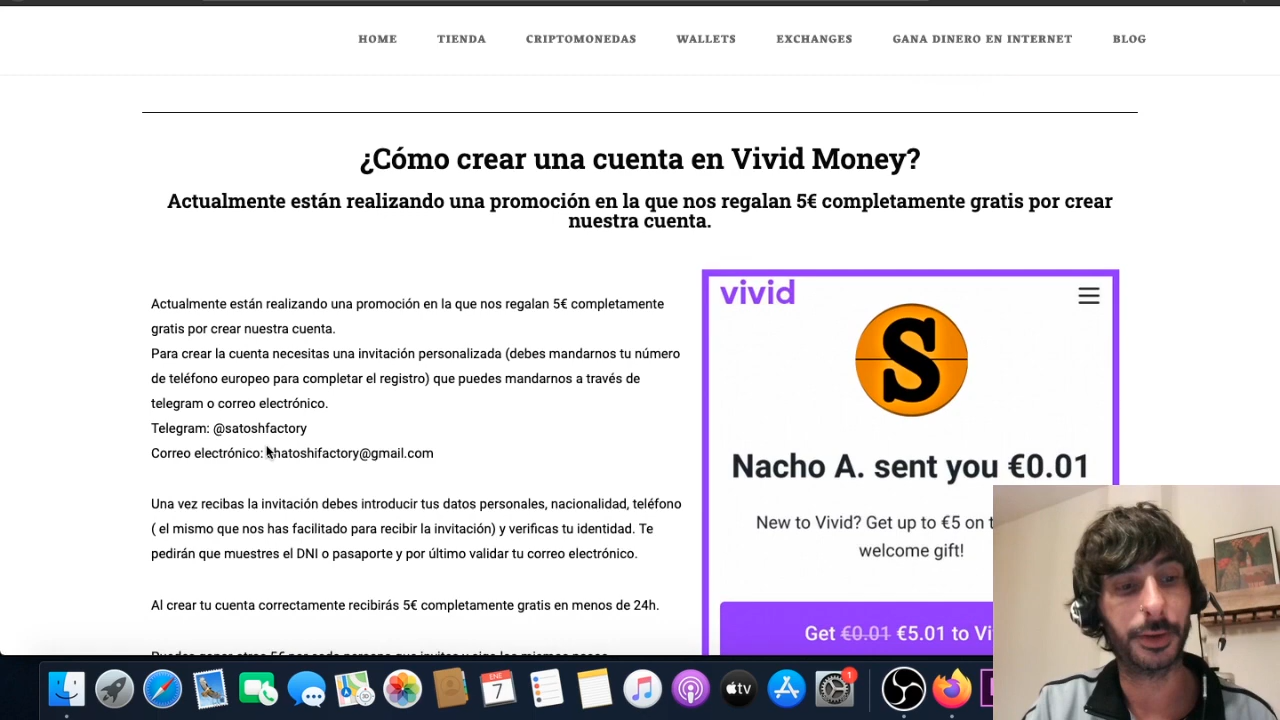 HOME TIENDA CRIPTOMONEDAS WALLETS EXCHANGES GANA DINERO EN INTERNET BLOG
¿Cómo crear una cuenta en Vivid Money?
Actualmente están realizando una promoción en la que nos regalan 5€ completamente gratis por crear
nuestra cuenta.
Actualmente están realizando una promoción en la que nos regalan 5€ completamente
gratis por crear nuestra cuenta.
Para crear la cuenta necesitas una invitación personalizada (debes mandarnos tu número
de teléfono europeo para completar el registro) que puedes mandarnos a través de
telegram o correo electrónico.
Telegram: @satoshfactory
Correo electrónico: hatoshifactory@gmail.com
Una vez recibas la invitación debes introducir tus datos personales, nacionalidad, teléfono
( el mismo que nos has facilitado para recibir la invitación) y verificas tu identidad. Te
pedirán que muestres el DNI o pasaporte y por último validar tu correo electrónico.
Al crear tu cuenta correctamente recibirás 5€ completamente gratis en menos de 24h.
vivid
S
Nacho A. sent you €0.01
New to Vivid? Get up to €5 on
welcome gift!
Get €0.01 €5.01 to
ENE
7
tv
1